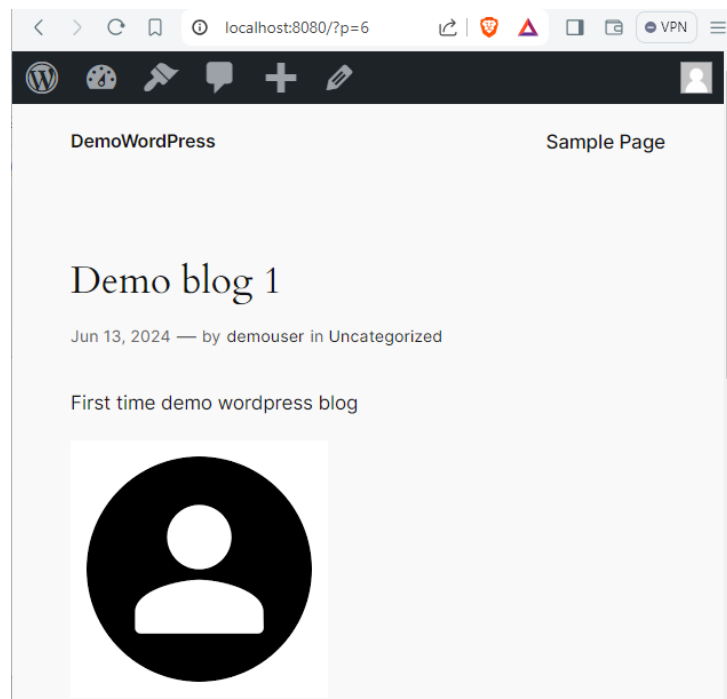 localhost:8080/?p=6
VPN
DemoWordPress
Sample Page
Demo blog 1
Jun 13, 2024 — by demouser in Uncategorized
First time demo wordpress blog